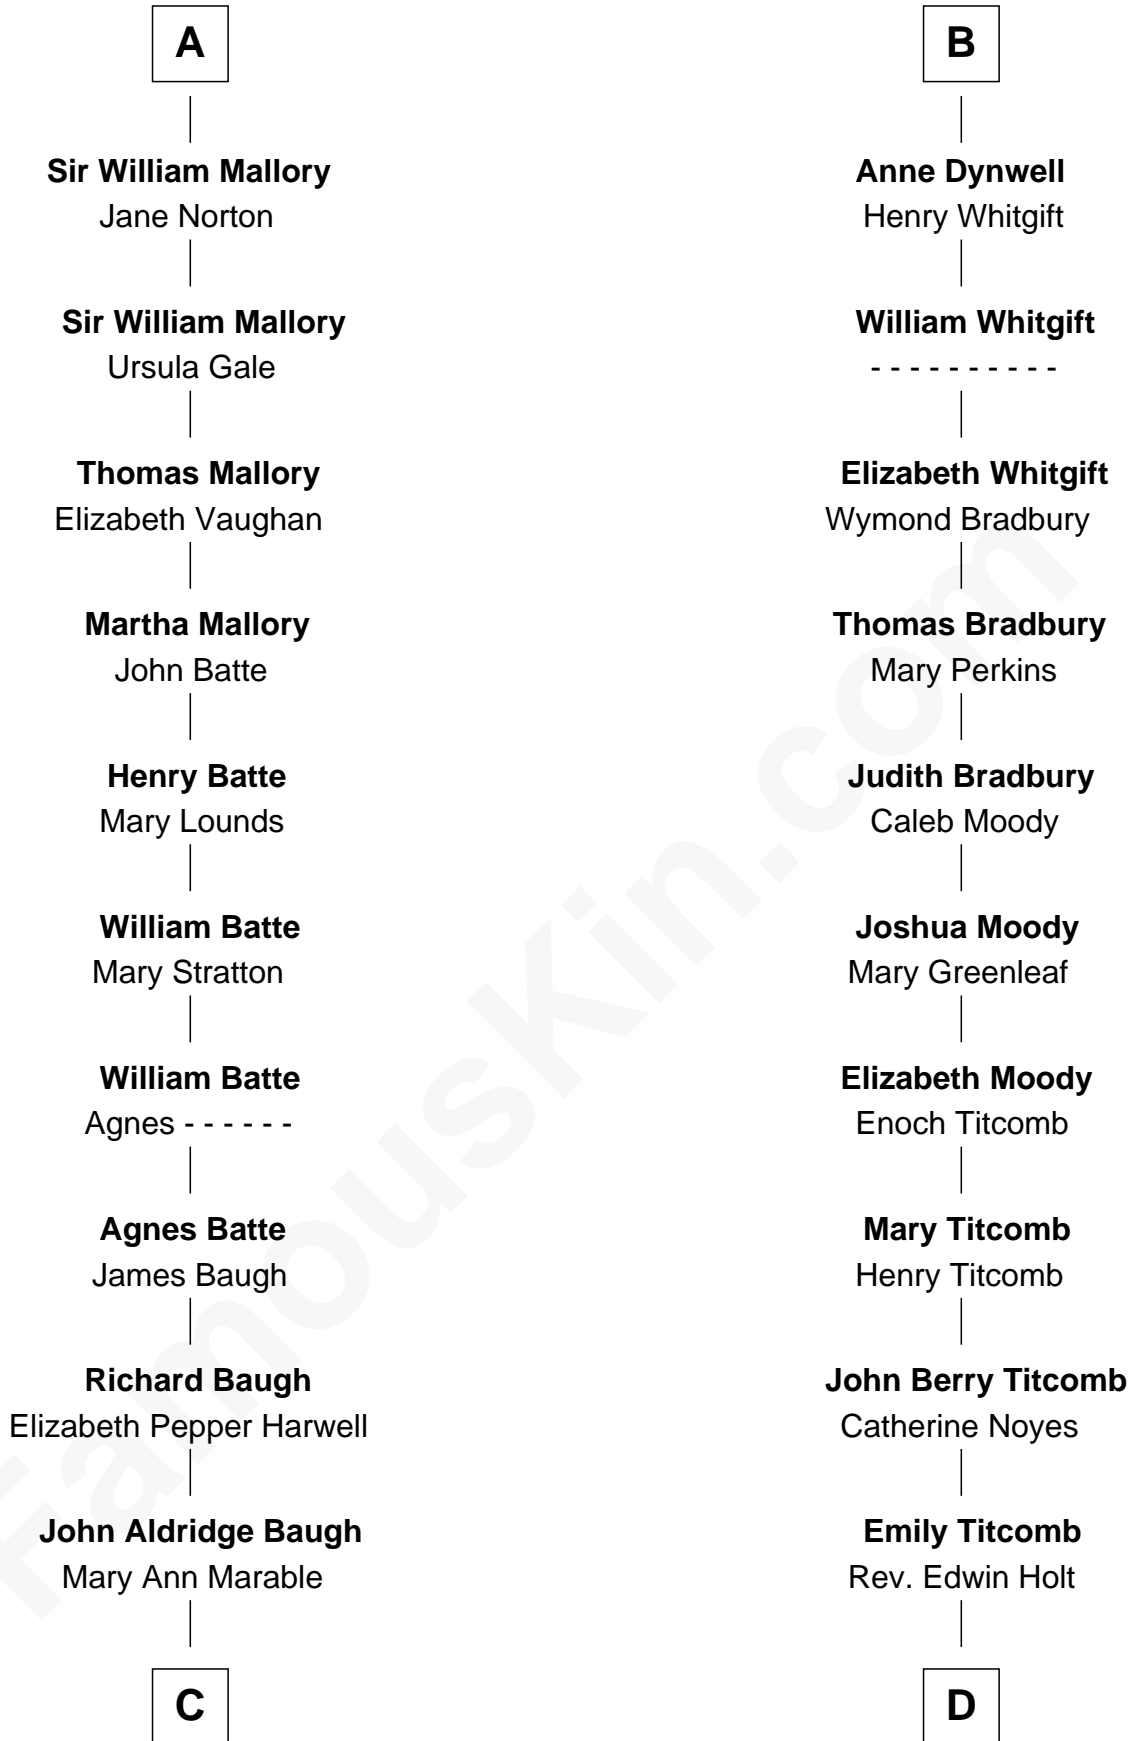 A
Sir William Mallory
Jane Norton
Sir William Mallory
Ursula Gale
Thomas Mallory
Elizabeth Vaughan
Martha Mallory
John Batte
Henry Batte
Mary Lounds
William Batte
Mary Stratton
William Batte
Agnes - - - - - -
Agnes Batte
James Baugh
Richard Baugh
Elizabeth Pepper Harwell
John Aldridge Baugh
Mary Ann Marable
C
B
Anne Dynwell
Henry Whitgift
William Whitgift
- - - - - - - - - -
Elizabeth Whitgift
Wymond Bradbury
Thomas Bradbury
Mary Perkins
Judith Bradbury
Caleb Moody
Joshua Moody
Mary Greenleaf
Elizabeth Moody
Enoch Titcomb
Mary Titcomb
Henry Titcomb
John Berry Titcomb
Catherine Noyes
Emily Titcomb
Rev. Edwin Holt
D
FamousKin.com